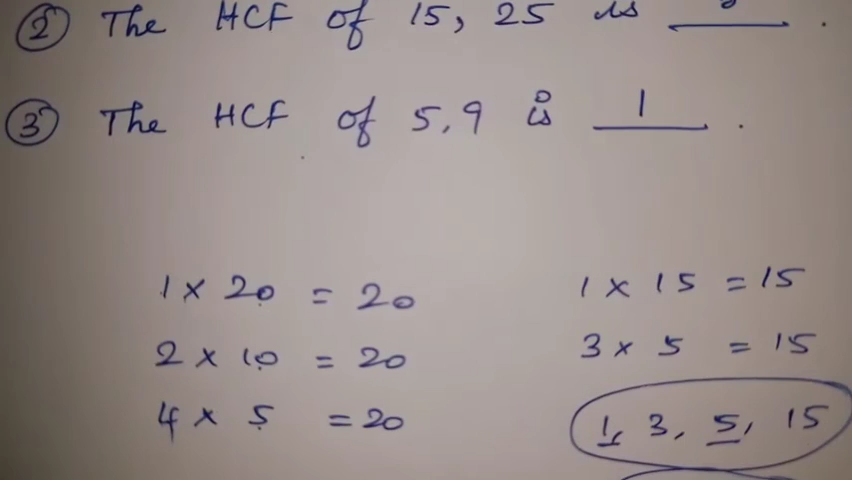 ② The HCF of 15, 25 is ______.
③ The HCF of 5, 9 is 1.
1 × 20 = 20
2 × 10 = 20
4 × 5 = 20
1 × 15 = 15
3 × 5 = 15
1, 3, 5, 15